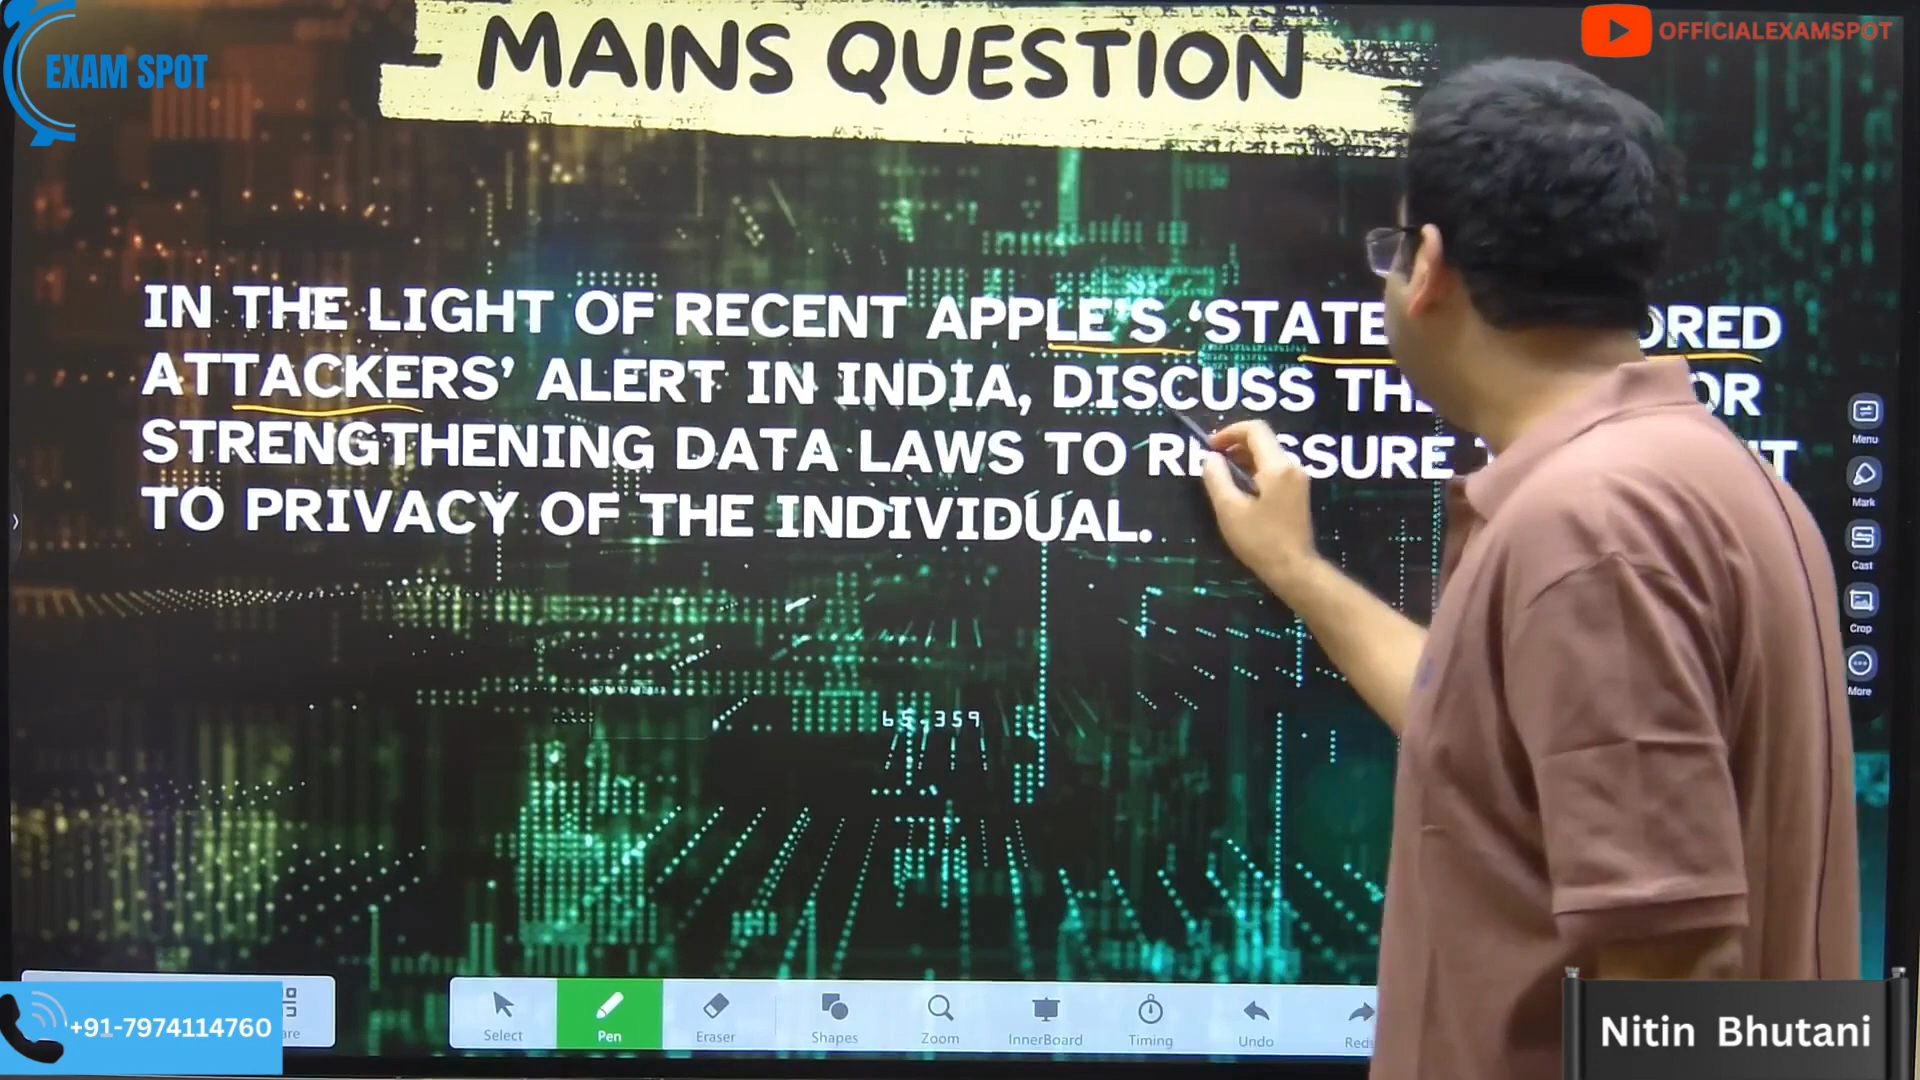 MAINS QUESTION
EXAM SPOT
OFFICIALEXAMSPOT
IN THE LIGHT OF RECENT APPLE'S ‘STATE ORED
ATTACKERS’ ALERT IN INDIA, DISCUSS THE OR
STRENGTHENING DATA LAWS TO RE SSURE
TO PRIVACY OF THE INDIVIDUAL.
Menu
Mark
Cast
Crop
More
65,359
+91-7974114760
Select
Pen
Eraser
Shapes
Zoom
InnerBoard
Timing
Undo
Nitin Bhutani